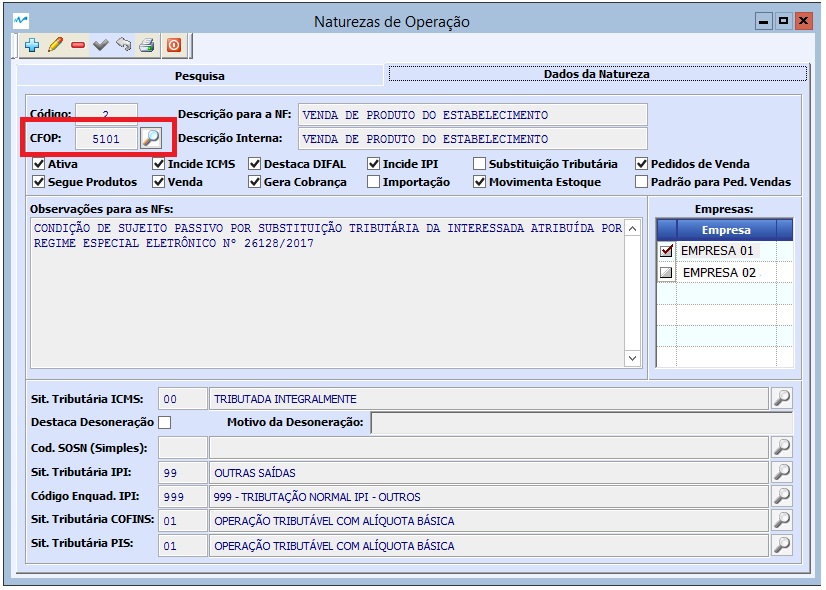 Naturezas de Operação
Pesquisa
Dados da Natureza
Código: 2 Descrição para a NF: VENDA DE PRODUTO DO ESTABELECIMENTO
CFOP: 5101 Descrição Interna: VENDA DE PRODUTO DO ESTABELECIMENTO
Ativa Incide ICMS Destaca DIFAL Incide IPI Substituição Tributária Pedidos de Venda
Segue Produtos Venda Gera Cobrança Importação Movimenta Estoque Padrão para Ped. Vendas
Observações para as NFs:
CONDIÇÃO DE SUJEITO PASSIVO POR SUBSTITUIÇÃO TRIBUTÁRIA DA INTERESSADA ATRIBUÍDA POR
REGIME ESPECIAL ELETRÔNICO Nº 26128/2017
Empresas:
Empresa
EMPRESA 01
EMPRESA 02
Sit. Tributária ICMS: 00 TRIBUTADA INTEGRALMENTE
Destaca Desoneração Motivo da Desoneração:
Cod. SOSN (Simples):
Sit. Tributária IPI: 99 OUTRAS SAÍDAS
Código Enquad. IPI: 999 999 - TRIBUTAÇÃO NORMAL IPI - OUTROS
Sit. Tributária COFINS: 01 OPERAÇÃO TRIBUTÁVEL COM ALÍQUOTA BÁSICA
Sit. Tributária PIS: 01 OPERAÇÃO TRIBUTÁVEL COM ALÍQUOTA BÁSICA